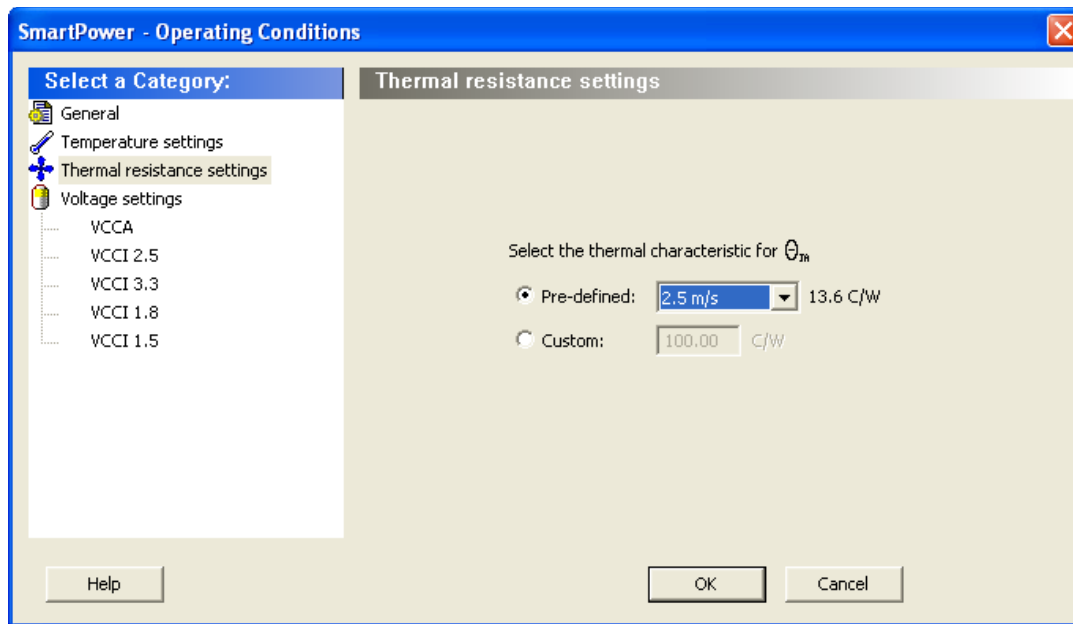 SmartPower - Operating Conditions
Select a Category:
General
Temperature settings
Thermal resistance settings
Voltage settings
VCCA
VCCI 2.5
VCCI 3.3
VCCI 1.8
VCCI 1.5
Thermal resistance settings
Select the thermal characteristic for Θ_JA
Pre-defined: 2.5 m/s 13.6 C/W
Custom: 100.00 C/W
Help
OK
Cancel